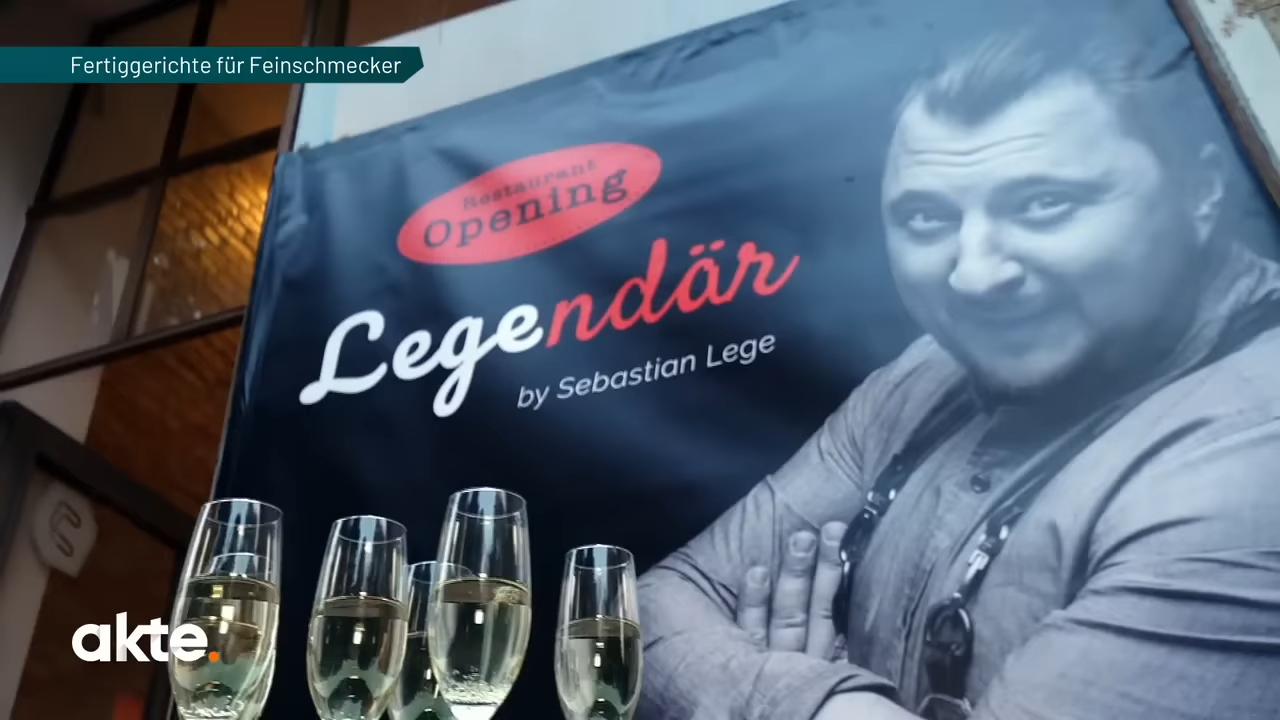 Fertiggerichte für Feinschmecker
Restaurant
Opening
Legendär
by Sebastian Lege
akte.